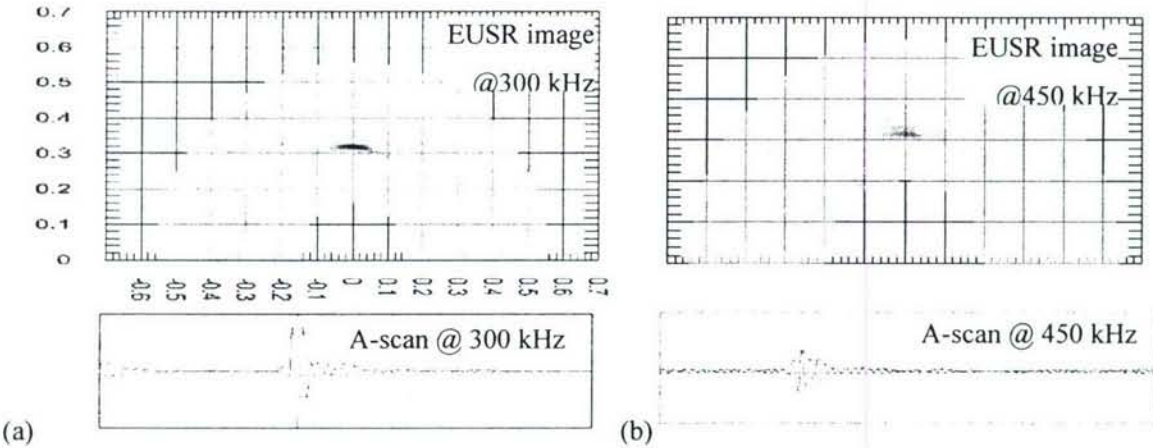 0.7
0.6
0.5
0.4
0.3
0.2
0.1
0
EUSR image
@300 kHz
-0.6 -0.5 -0.4 -0.3 -0.2 -0.1 0 0.1 0.2 0.3 0.4 0.5 0.6 0.7
A-scan @ 300 kHz
(a)
EUSR image
@450 kHz
A-scan @ 450 kHz
(b)